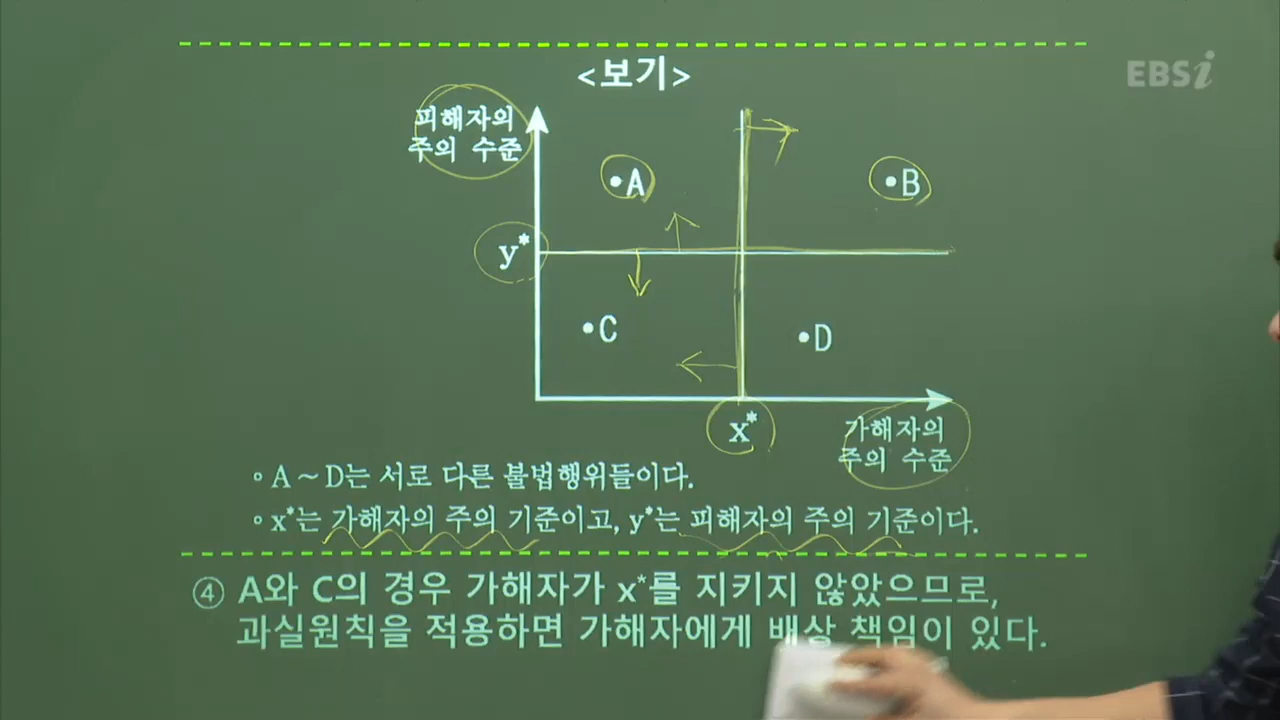 <보기>
EBSi
피해자의
주의 수준
A
B
y*
C
D
x*
가해자의
주의 수준
∘ A～D는 서로 다른 불법행위들이다.
∘ x*는 가해자의 주의 기준이고, y*는 피해자의 주의 기준이다.
④ A와 C의 경우 가해자가 x*를 지키지 않았으므로,
과실원칙을 적용하면 가해자에게 배상 책임이 있다.